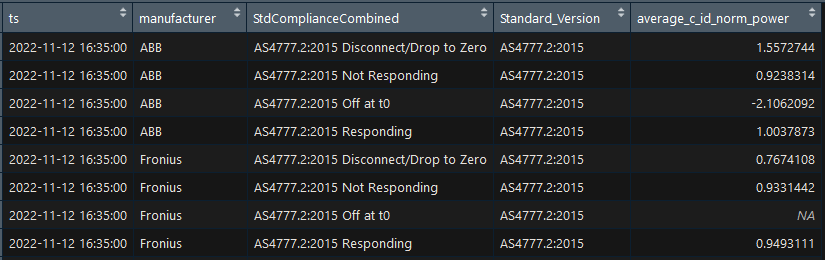 ts manufacturer StdComplianceCombined Standard_Version average_c_id_norm_power
2022-11-12 16:35:00 ABB AS4777.2:2015 Disconnect/Drop to Zero AS4777.2:2015 1.5572744
2022-11-12 16:35:00 ABB AS4777.2:2015 Not Responding AS4777.2:2015 0.9238314
2022-11-12 16:35:00 ABB AS4777.2:2015 Off at t0 AS4777.2:2015 -2.1062092
2022-11-12 16:35:00 ABB AS4777.2:2015 Responding AS4777.2:2015 1.0037873
2022-11-12 16:35:00 Fronius AS4777.2:2015 Disconnect/Drop to Zero AS4777.2:2015 0.7674108
2022-11-12 16:35:00 Fronius AS4777.2:2015 Not Responding AS4777.2:2015 0.9331442
2022-11-12 16:35:00 Fronius AS4777.2:2015 Off at t0 AS4777.2:2015 NA
2022-11-12 16:35:00 Fronius AS4777.2:2015 Responding AS4777.2:2015 0.9493111